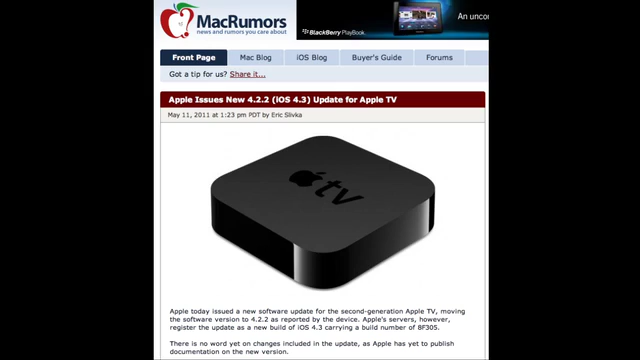 MacRumors
news and rumors you care about
BlackBerry PlayBook.
An uncor
Front Page
Mac Blog
iOS Blog
Buyer's Guide
Forums
Got a tip for us? Share it...
Apple Issues New 4.2.2 (iOS 4.3) Update for Apple TV
May 11, 2011 at 1:23 pm PDT by Eric Slivka
tv
Apple today issued a new software update for the second-generation Apple TV, moving
the software version to 4.2.2 as reported by the device. Apple's servers, however,
register the update as a new build of iOS 4.3 carrying a build number of 8F305.
There is no word yet on changes included in the update, as Apple has yet to publish
documentation on the new version.